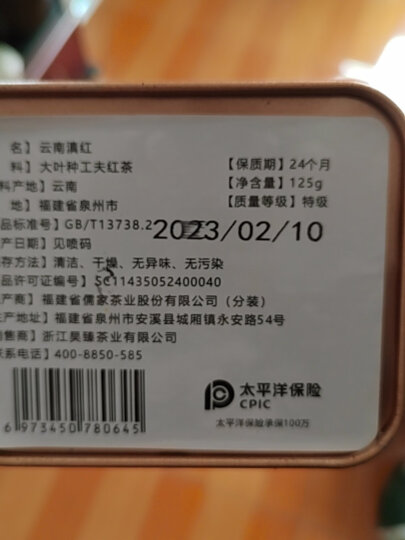 名】云南滇红
料】大叶种工夫红茶
【保质期】24个月
料产地】云南
【净含量】125g
地】福建省泉州市
【质量等级】特级
品标准号】GB/T13738.2
2023/02/10
产日期】见喷码
存方法】清洁、干燥、无异味、无污染
品许可证编号】SC11435052400040
产商】福建省儒家茶业股份有限公司（分装）
生产地址】福建省泉州市安溪县城厢镇永安路54号
销售商】浙江昊臻茶业有限公司
联系电话】400-8850-585
太平洋保险
CPIC
太平洋保险承保100万
6 973450 780645